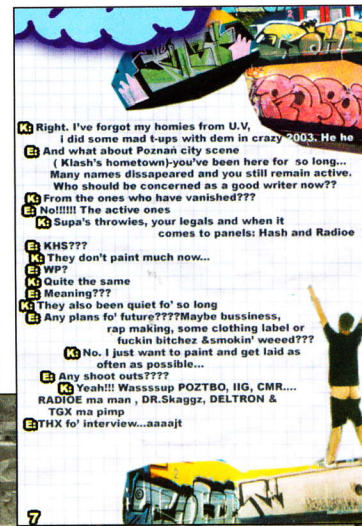 K: Right. I've forgot my homies from U.V,
i did some mad t-ups with dem in crazy 2003. He he
E: And what about Poznań city scene
( Klash's hometown)-you've been here for so long...
Many names dissapeared and you still remain active.
Who should be concerned as a good writer now??
K: From the ones who have vanished???
E: No!!!!!! The active ones
K: Supa's throwies, your legals and when it
comes to panels: Hash and Radioe
E: KHS???
K: They don't paint much now...
E: WP?
K: Quite the same
E: Meaning???
K: They also been quiet fo' so long
E: Any plans fo' future????Maybe bussiness,
rap making, some clothing label or
fuckin bitchez &smokin' weeed???
K: No. I just want to paint and get laid as
often as possible...
E: Any shoot outs????
K: Yeah!!! Wassssup POZTBO, IIG, CMR....
RADIOE ma man , DR.Skaggz, DELTRON &
TGX ma pimp
E: THX fo' interview...aaaajt
7